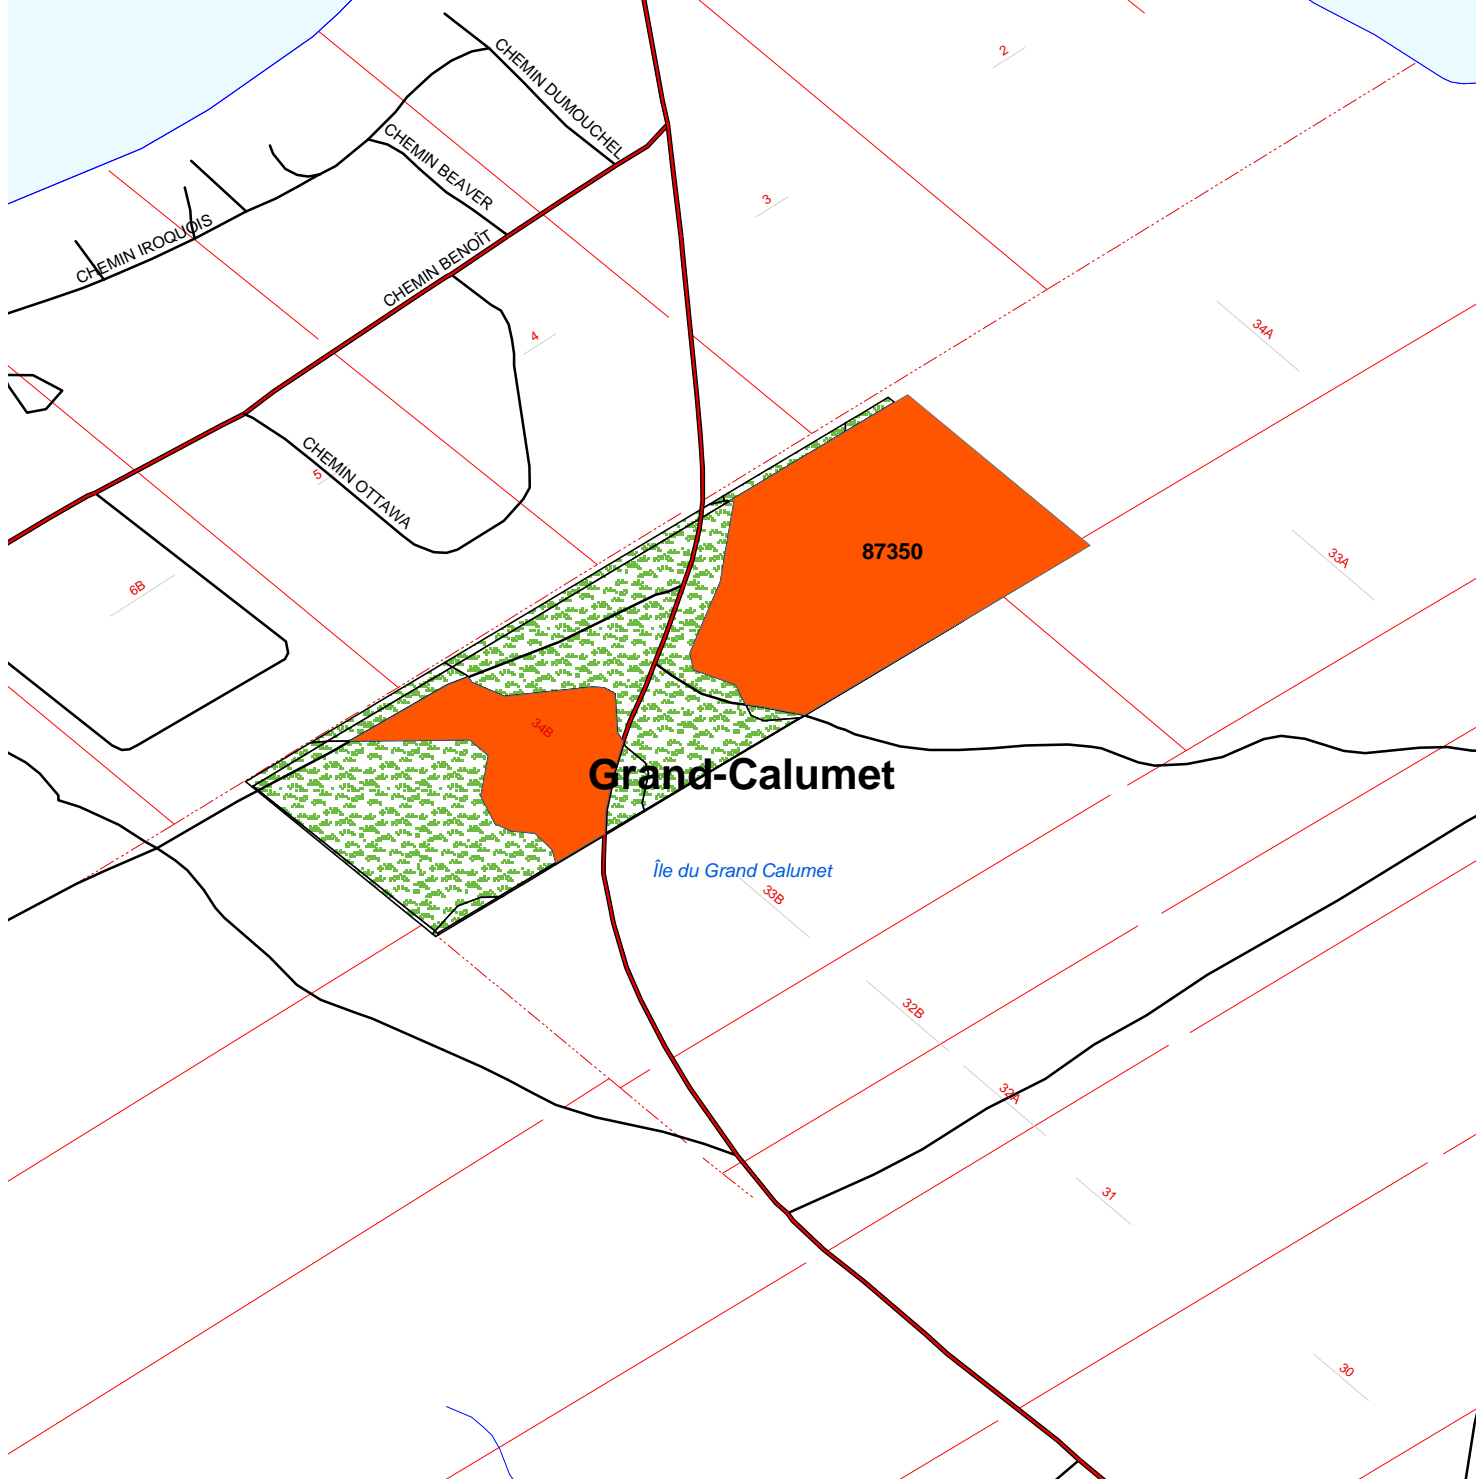 CHEMIN DUMOUCHEL
2
CHEMIN BEAVER
3
CHEMIN IROQUOIS
CHEMIN BENOÎT
4
34A
CHEMIN OTTAWA
5
87350
33A
6B
34B
Grand-Calumet
Île du Grand Calumet
33B
32B
32A
31
30